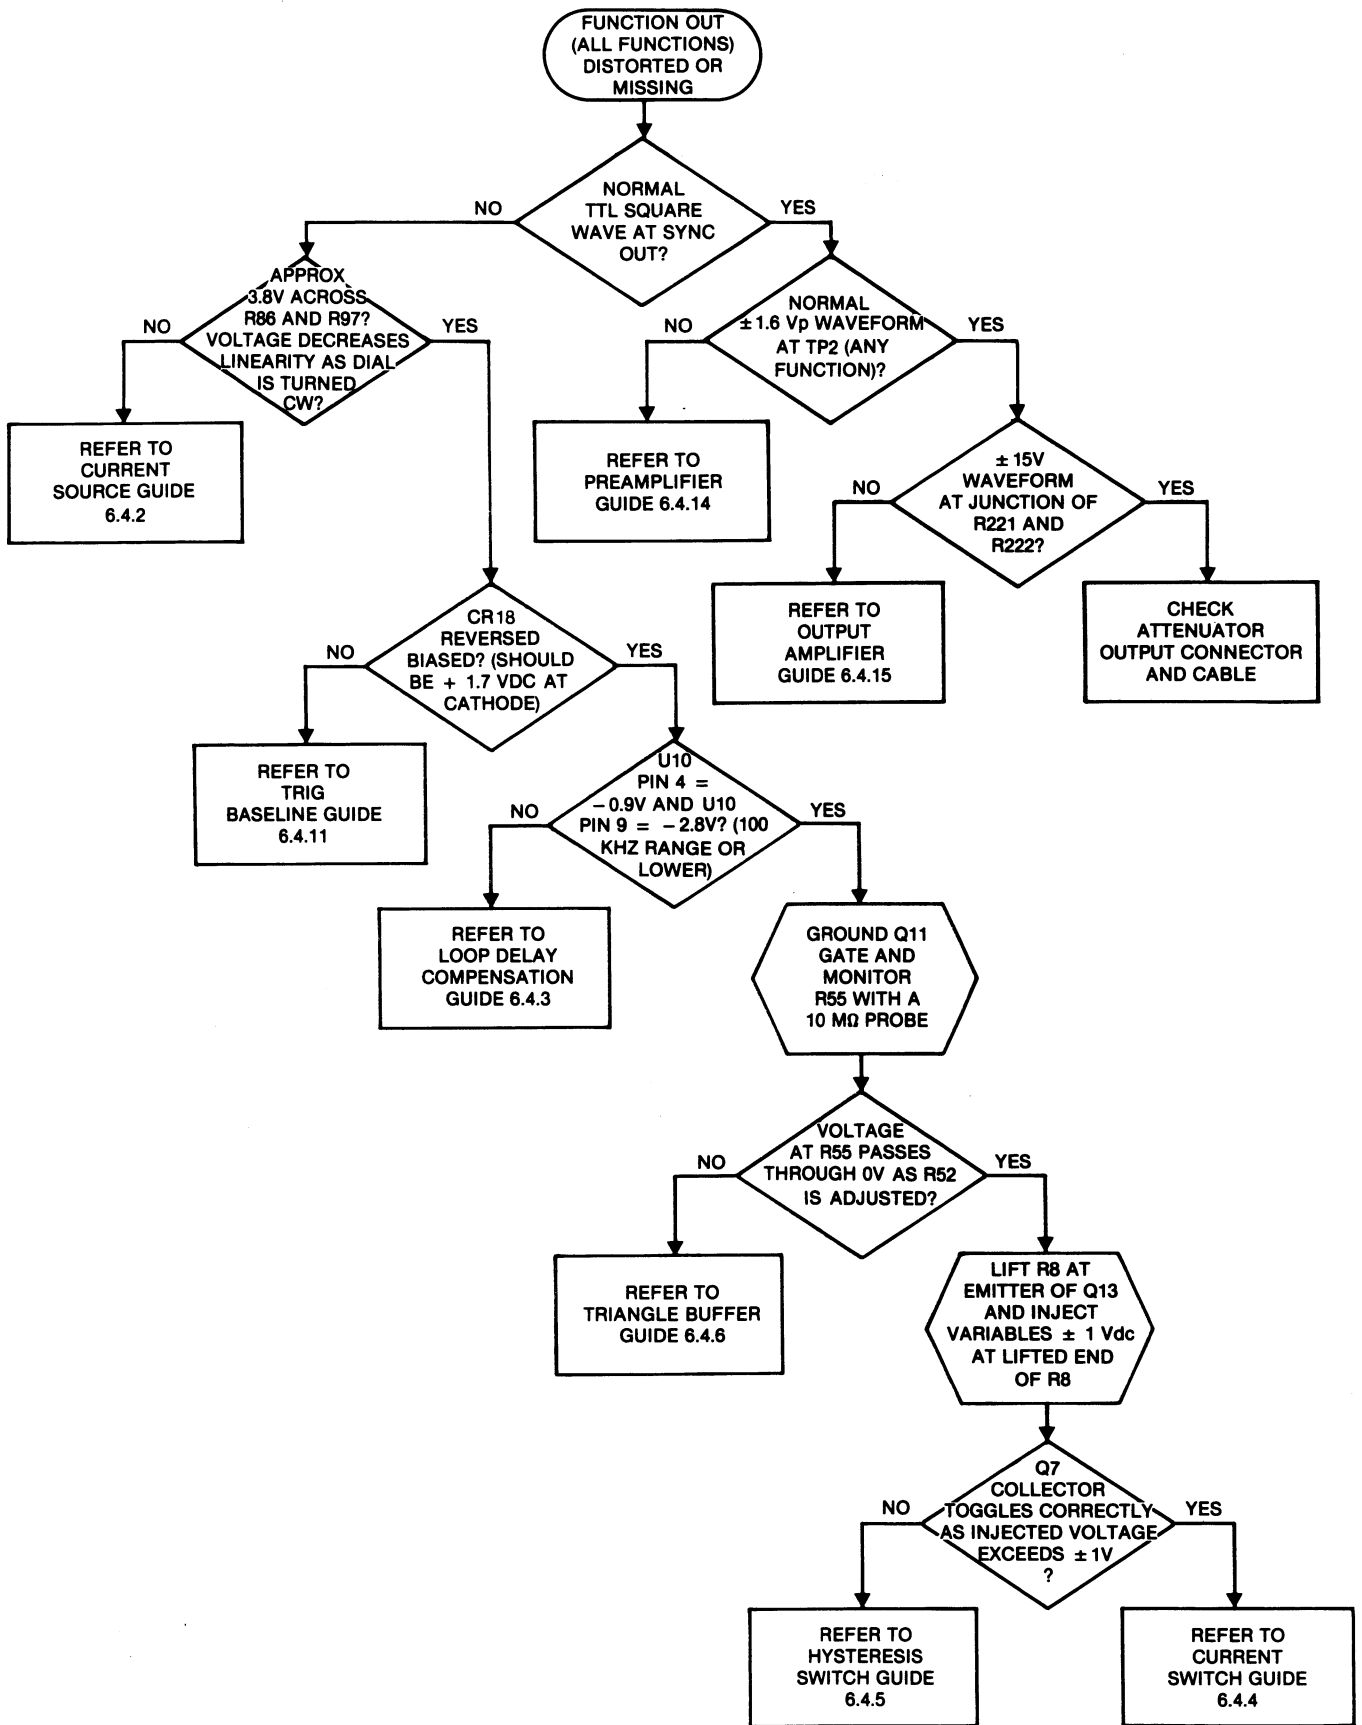 FUNCTION OUT
(ALL FUNCTIONS)
DISTORTED OR
MISSING
NORMAL
TTL SQUARE
WAVE AT SYNC
OUT?
NO
YES
APPROX
3.8V ACROSS
R86 AND R97?
VOLTAGE DECREASES
LINEARITY AS DIAL
IS TURNED
CW?
NO
YES
NORMAL
± 1.6 Vp WAVEFORM
AT TP2 (ANY
FUNCTION)?
NO
YES
REFER TO
CURRENT
SOURCE GUIDE
6.4.2
REFER TO
PREAMPLIFIER
GUIDE 6.4.14
± 15V
WAVEFORM
AT JUNCTION OF
R221 AND
R222?
NO
YES
REFER TO
OUTPUT
AMPLIFIER
GUIDE 6.4.15
CHECK
ATTENUATOR
OUTPUT CONNECTOR
AND CABLE
CR18
REVERSED
BIASED? (SHOULD
BE + 1.7 VDC AT
CATHODE)
NO
YES
REFER TO
TRIG
BASELINE GUIDE
6.4.11
U10
PIN 4 =
−0.9V AND U10
PIN 9 = −2.8V? (100
KHZ RANGE OR
LOWER)
NO
YES
REFER TO
LOOP DELAY
COMPENSATION
GUIDE 6.4.3
GROUND Q11
GATE AND
MONITOR
R55 WITH A
10 MΩ PROBE
VOLTAGE
AT R55 PASSES
THROUGH 0V AS R52
IS ADJUSTED?
NO
YES
REFER TO
TRIANGLE BUFFER
GUIDE 6.4.6
LIFT R8 AT
EMITTER OF Q13
AND INJECT
VARIABLES ± 1 Vdc
AT LIFTED END
OF R8
Q7
COLLECTOR
TOGGLES CORRECTLY
AS INJECTED VOLTAGE
EXCEEDS ± 1V
?
NO
YES
REFER TO
HYSTERESIS
SWITCH GUIDE
6.4.5
REFER TO
CURRENT
SWITCH GUIDE
6.4.4